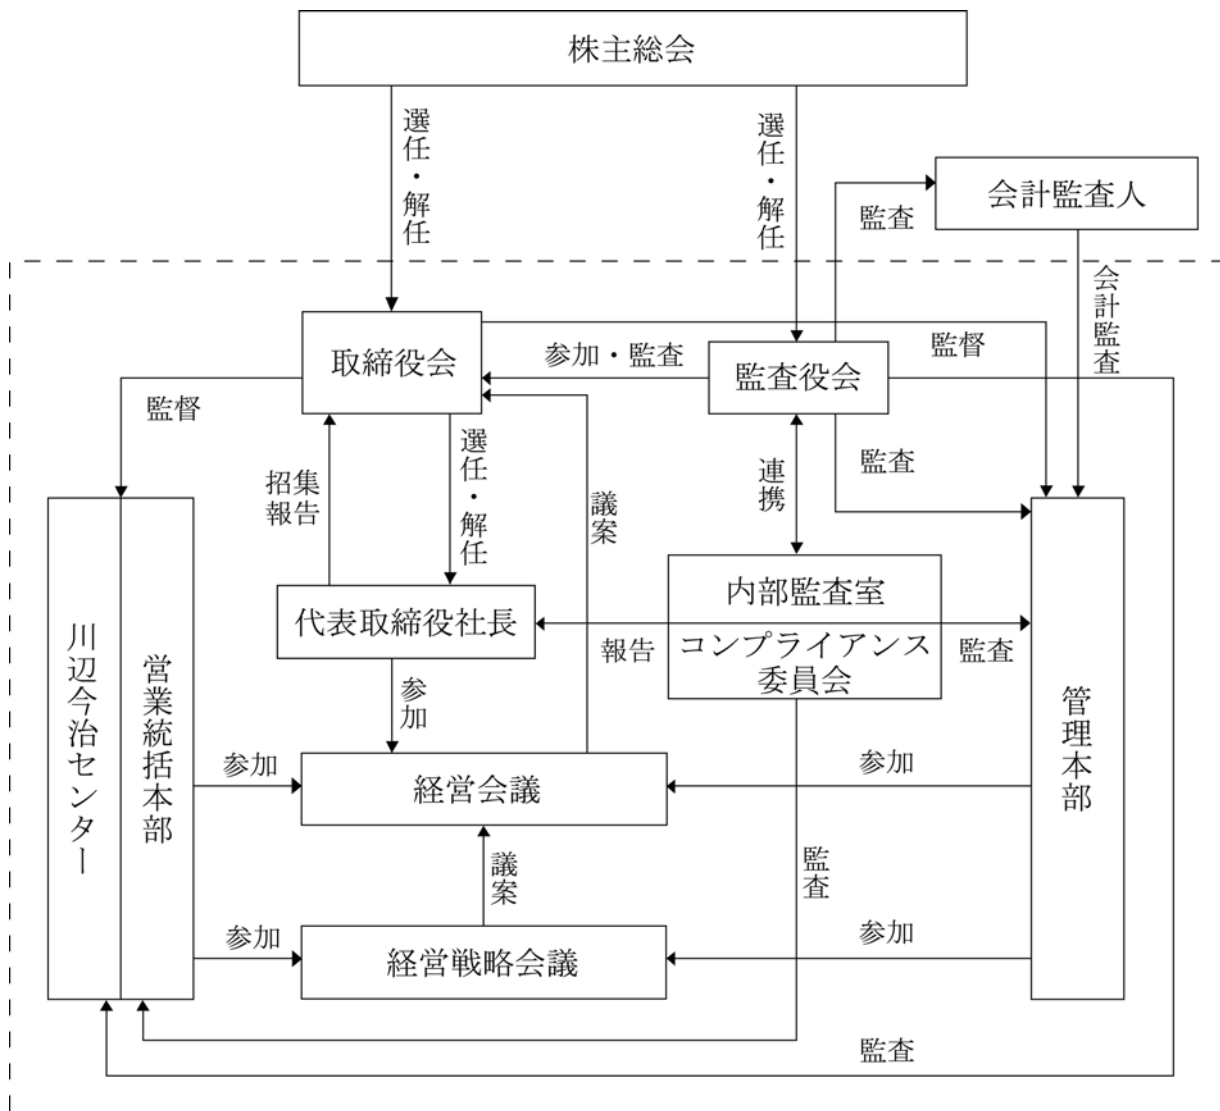 株主総会
選任・解任
選任・解任
会計監査人
監査
会計監査
取締役会
参加・監査
監査役会
監督
監督
招集
報告
選任・解任
議案
連携
監査
代表取締役社長
内部監査室
報告
コンプライアンス
委員会
監査
川辺今治センター
営業統括本部
管理本部
参加
参加
経営会議
参加
議案
監査
参加
経営戦略会議
参加
監査